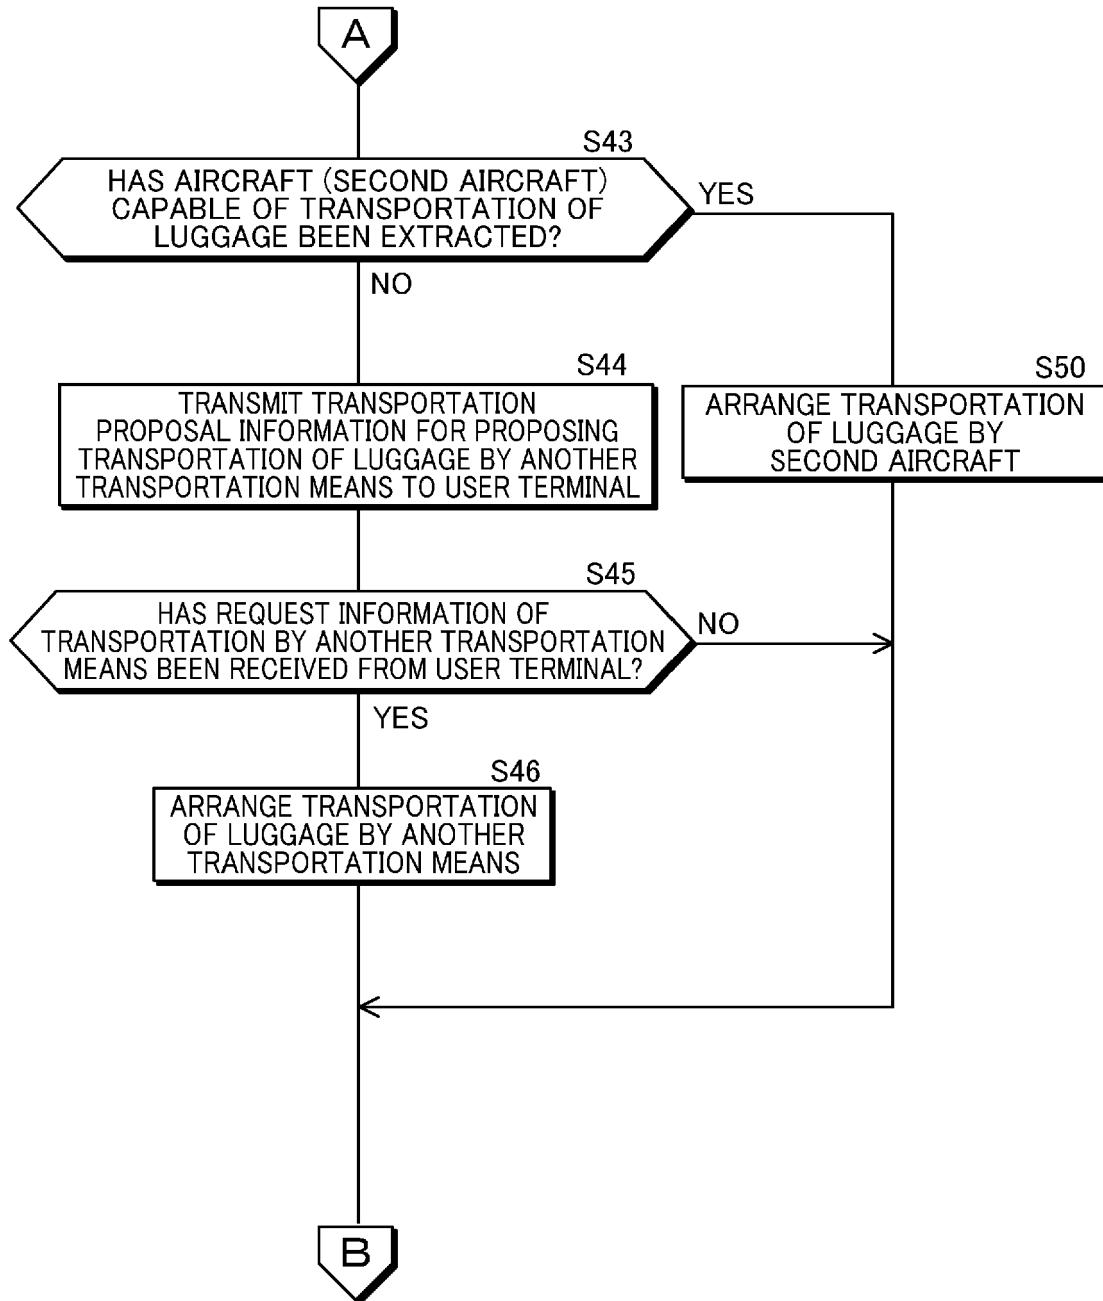 A
S43
HAS AIRCRAFT (SECOND AIRCRAFT)
CAPABLE OF TRANSPORTATION OF
LUGGAGE BEEN EXTRACTED?
YES
NO
S44
TRANSMIT TRANSPORTATION
PROPOSAL INFORMATION FOR PROPOSING
TRANSPORTATION OF LUGGAGE BY ANOTHER
TRANSPORTATION MEANS TO USER TERMINAL
S50
ARRANGE TRANSPORTATION
OF LUGGAGE BY
SECOND AIRCRAFT
S45
HAS REQUEST INFORMATION OF
TRANSPORTATION BY ANOTHER TRANSPORTATION
MEANS BEEN RECEIVED FROM USER TERMINAL?
NO
YES
S46
ARRANGE TRANSPORTATION
OF LUGGAGE BY ANOTHER
TRANSPORTATION MEANS
B